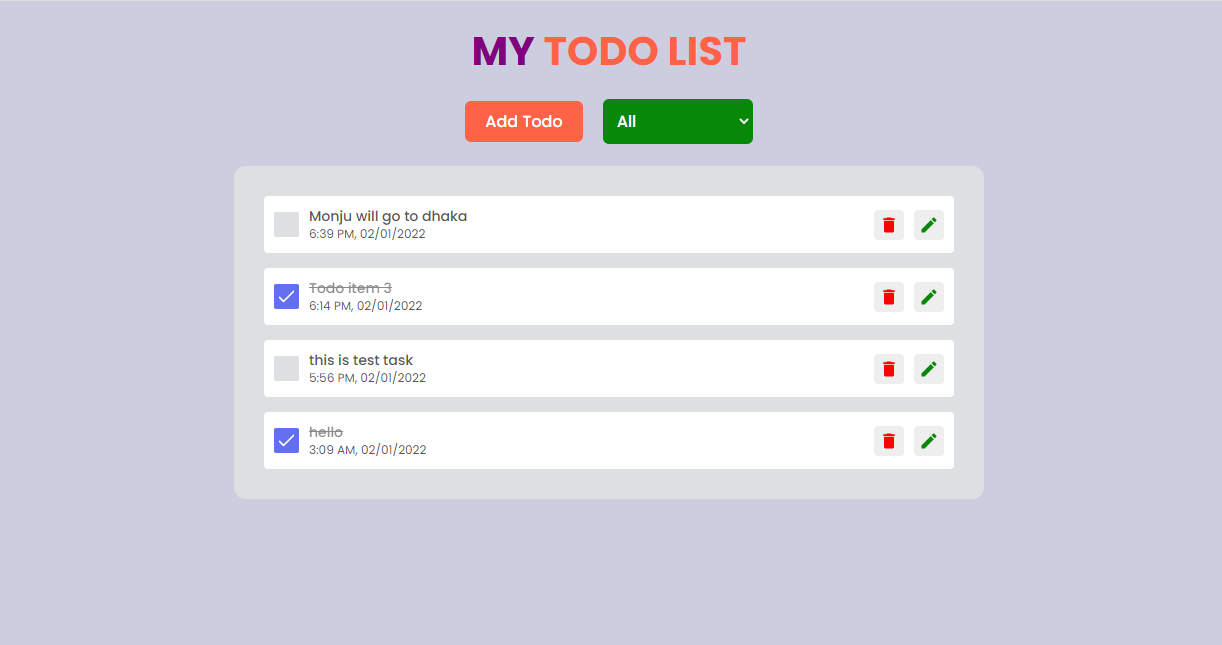 MY TODO LIST
Add Todo
All
Monju will go to dhaka
6:39 PM, 02/01/2022
Todo item 3
6:14 PM, 02/01/2022
this is test task
5:56 PM, 02/01/2022
hello
3:09 AM, 02/01/2022